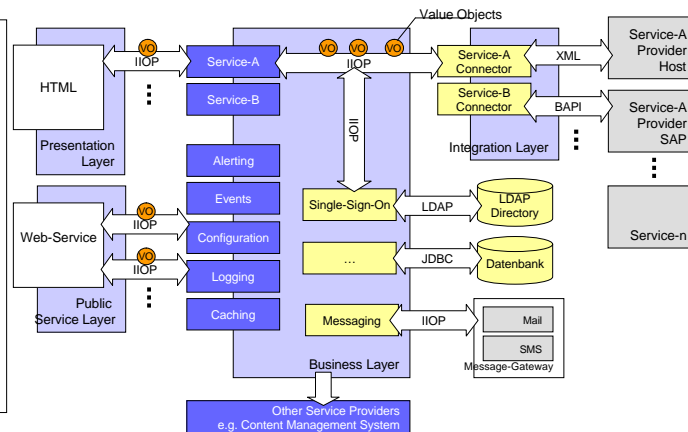 Value Objects
VO
IIOP
HTML
Presentation
Layer
Service-A
Service-B
VO VO VO
IIOP
IIOP
Service-A
Connector
Service-B
Connector
Integration Layer
XML
BAPI
Service-A
Provider
Host
Service-A
Provider
SAP
Service-n
Alerting
Events
Configuration
Logging
Caching
Web-Service
VO
IIOP
VO
IIOP
Public
Service Layer
Single-Sign-On
LDAP
LDAP
Directory
...
JDBC
Datenbank
Messaging
IIOP
Mail
SMS
Message-Gateway
Business Layer
Other Service Providers
e.g. Content Management System